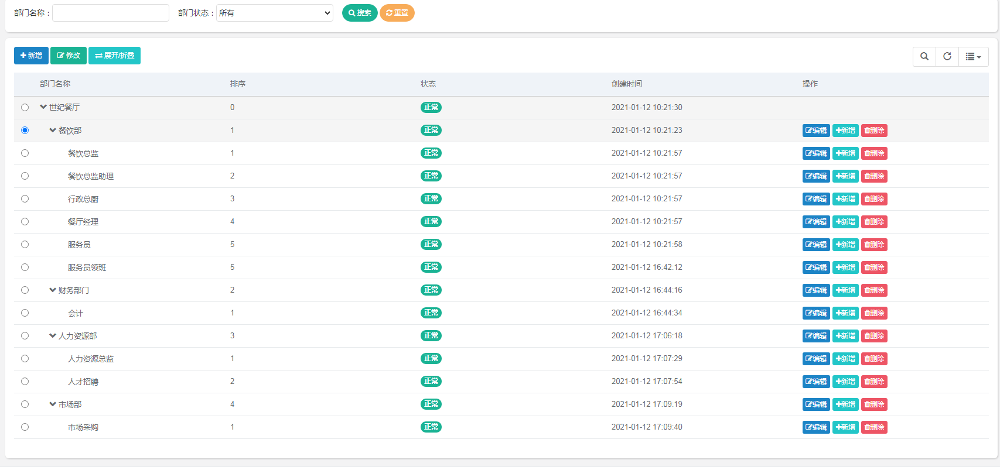 部门名称： 部门状态： 所有 搜索 重置
新增 修改 展开/折叠
部门名称 排序 状态 创建时间 操作
世纪餐厅 0 正常 2021-01-12 10:21:30
餐饮部 1 正常 2021-01-12 10:21:23 编辑 新增 删除
餐饮总监 1 正常 2021-01-12 10:21:57 编辑 新增 删除
餐饮总监助理 2 正常 2021-01-12 10:21:57 编辑 新增 删除
行政总厨 3 正常 2021-01-12 10:21:57 编辑 新增 删除
餐厅经理 4 正常 2021-01-12 10:21:57 编辑 新增 删除
服务员 5 正常 2021-01-12 10:21:58 编辑 新增 删除
服务员领班 5 正常 2021-01-12 16:42:12 编辑 新增 删除
财务部门 2 正常 2021-01-12 16:44:16 编辑 新增 删除
会计 1 正常 2021-01-12 16:44:34 编辑 新增 删除
人力资源部 3 正常 2021-01-12 17:06:18 编辑 新增 删除
人力资源总监 1 正常 2021-01-12 17:07:29 编辑 新增 删除
人才招聘 2 正常 2021-01-12 17:07:54 编辑 新增 删除
市场部 4 正常 2021-01-12 17:09:19 编辑 新增 删除
市场采购 1 正常 2021-01-12 17:09:40 编辑 新增 删除